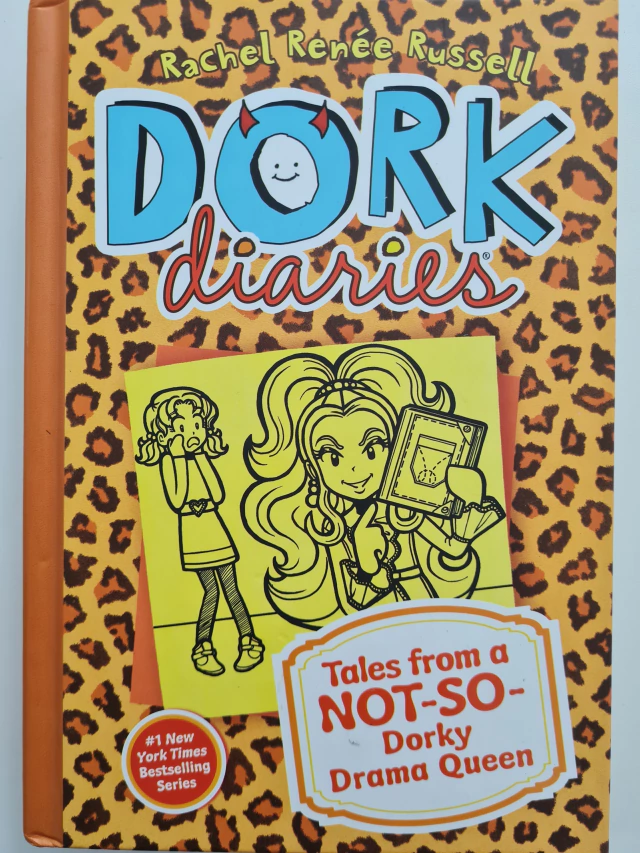 Rachel Renée Russell
DORK
diaries®
Tales from a
NOT-SO-
Dorky
Drama Queen
#1 New
York Times
Bestselling
Series